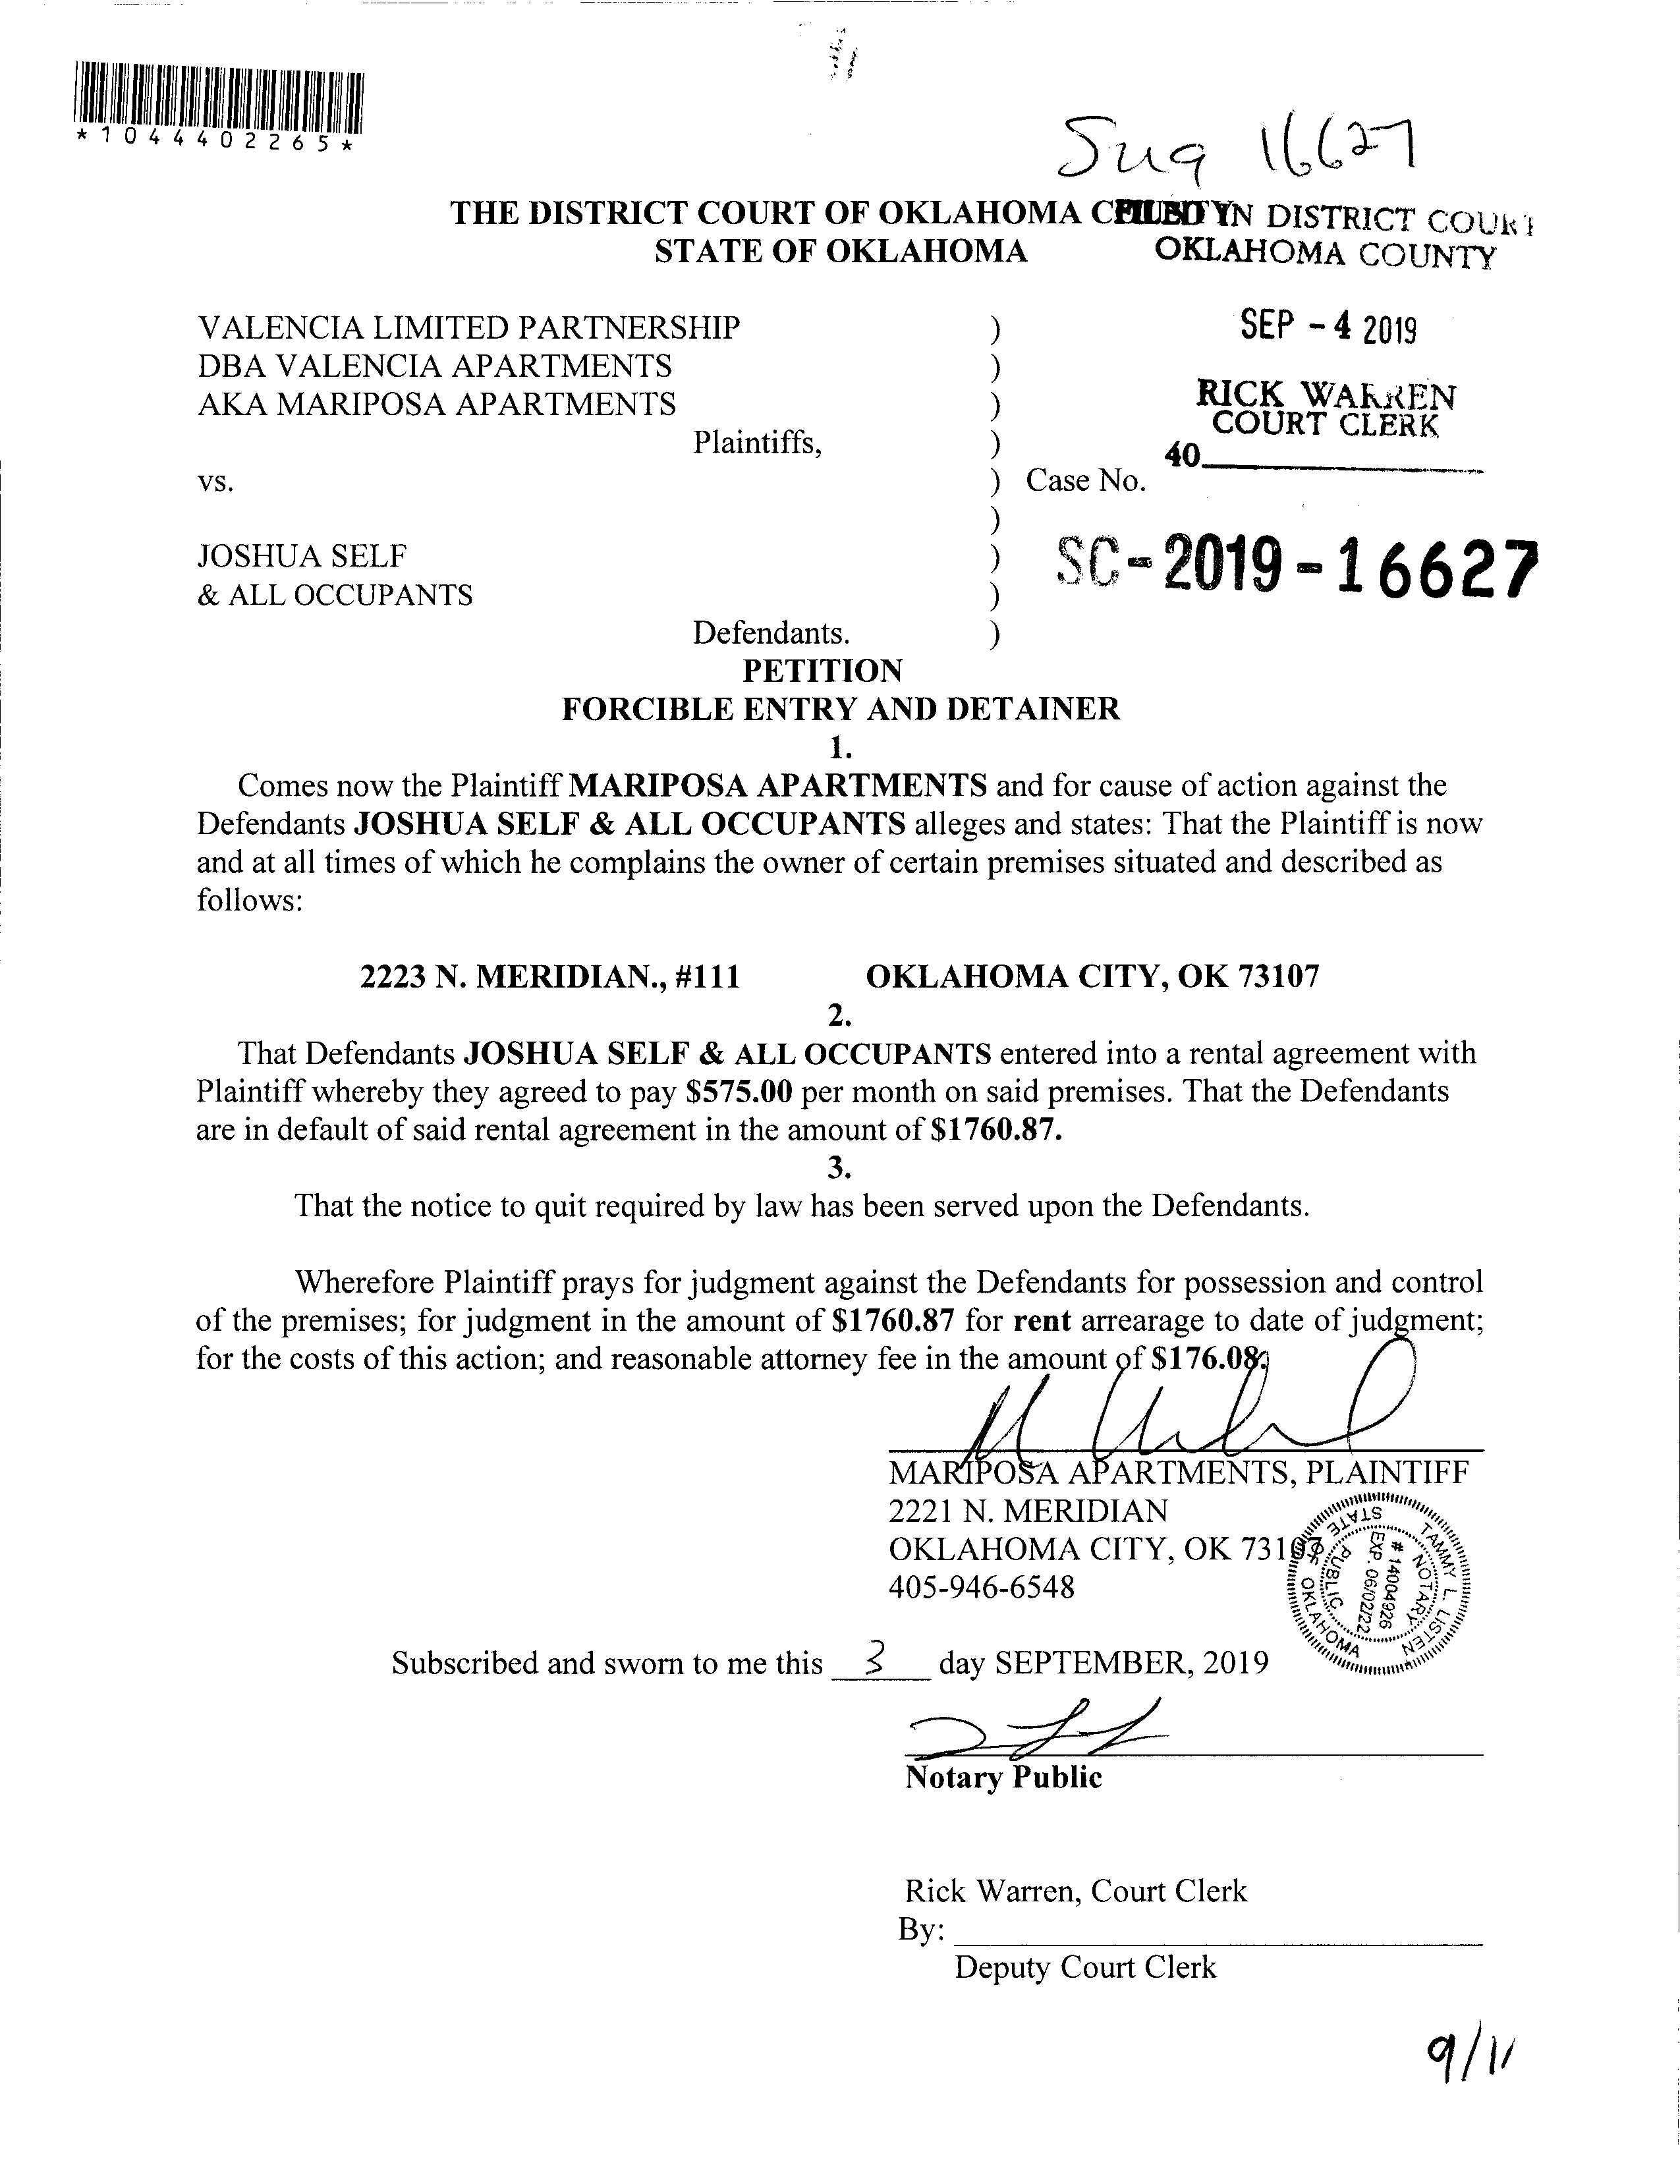 *1044402265*
16627
THE DISTRICT COURT OF OKLAHOMA
FILED IN DISTRICT COURT
STATE OF OKLAHOMA
OKLAHOMA COUNTY
VALENCIA LIMITED PARTNERSHIP )
SEP - 4 2019
DBA VALENCIA APARTMENTS )
AKA MARIPOSA APARTMENTS )
RICK WARREN
COURT CLERK
Plaintiffs, )
40
vs. ) Case No.
)
JOSHUA SELF )
SC-2019-16627
& ALL OCCUPANTS )
Defendants. )
PETITION
FORCIBLE ENTRY AND DETAINER
1.
Comes now the Plaintiff MARIPOSA APARTMENTS and for cause of action against the
Defendants JOSHUA SELF & ALL OCCUPANTS alleges and states: That the Plaintiff is now
and at all times of which he complains the owner of certain premises situated and described as
follows:
2223 N. MERIDIAN., #111 OKLAHOMA CITY, OK 73107
2.
That Defendants JOSHUA SELF & ALL OCCUPANTS entered into a rental agreement with
Plaintiff whereby they agreed to pay $575.00 per month on said premises. That the Defendants
are in default of said rental agreement in the amount of $1760.87.
3.
That the notice to quit required by law has been served upon the Defendants.
Wherefore Plaintiff prays for judgment against the Defendants for possession and control
of the premises; for judgment in the amount of $1760.87 for rent arrearage to date of judgment;
for the costs of this action; and reasonable attorney fee in the amount of $176.08.
MARIPOSA APARTMENTS, PLAINTIFF
2221 N. MERIDIAN
OKLAHOMA CITY, OK 73107
405-946-6548
TAMMY L. LISTEN
NOTARY PUBLIC
STATE OF OKLAHOMA
# 14004926
EXP. 06/02/22
Subscribed and sworn to me this 3 day SEPTEMBER, 2019
Notary Public
Rick Warren, Court Clerk
By:
Deputy Court Clerk
9/11